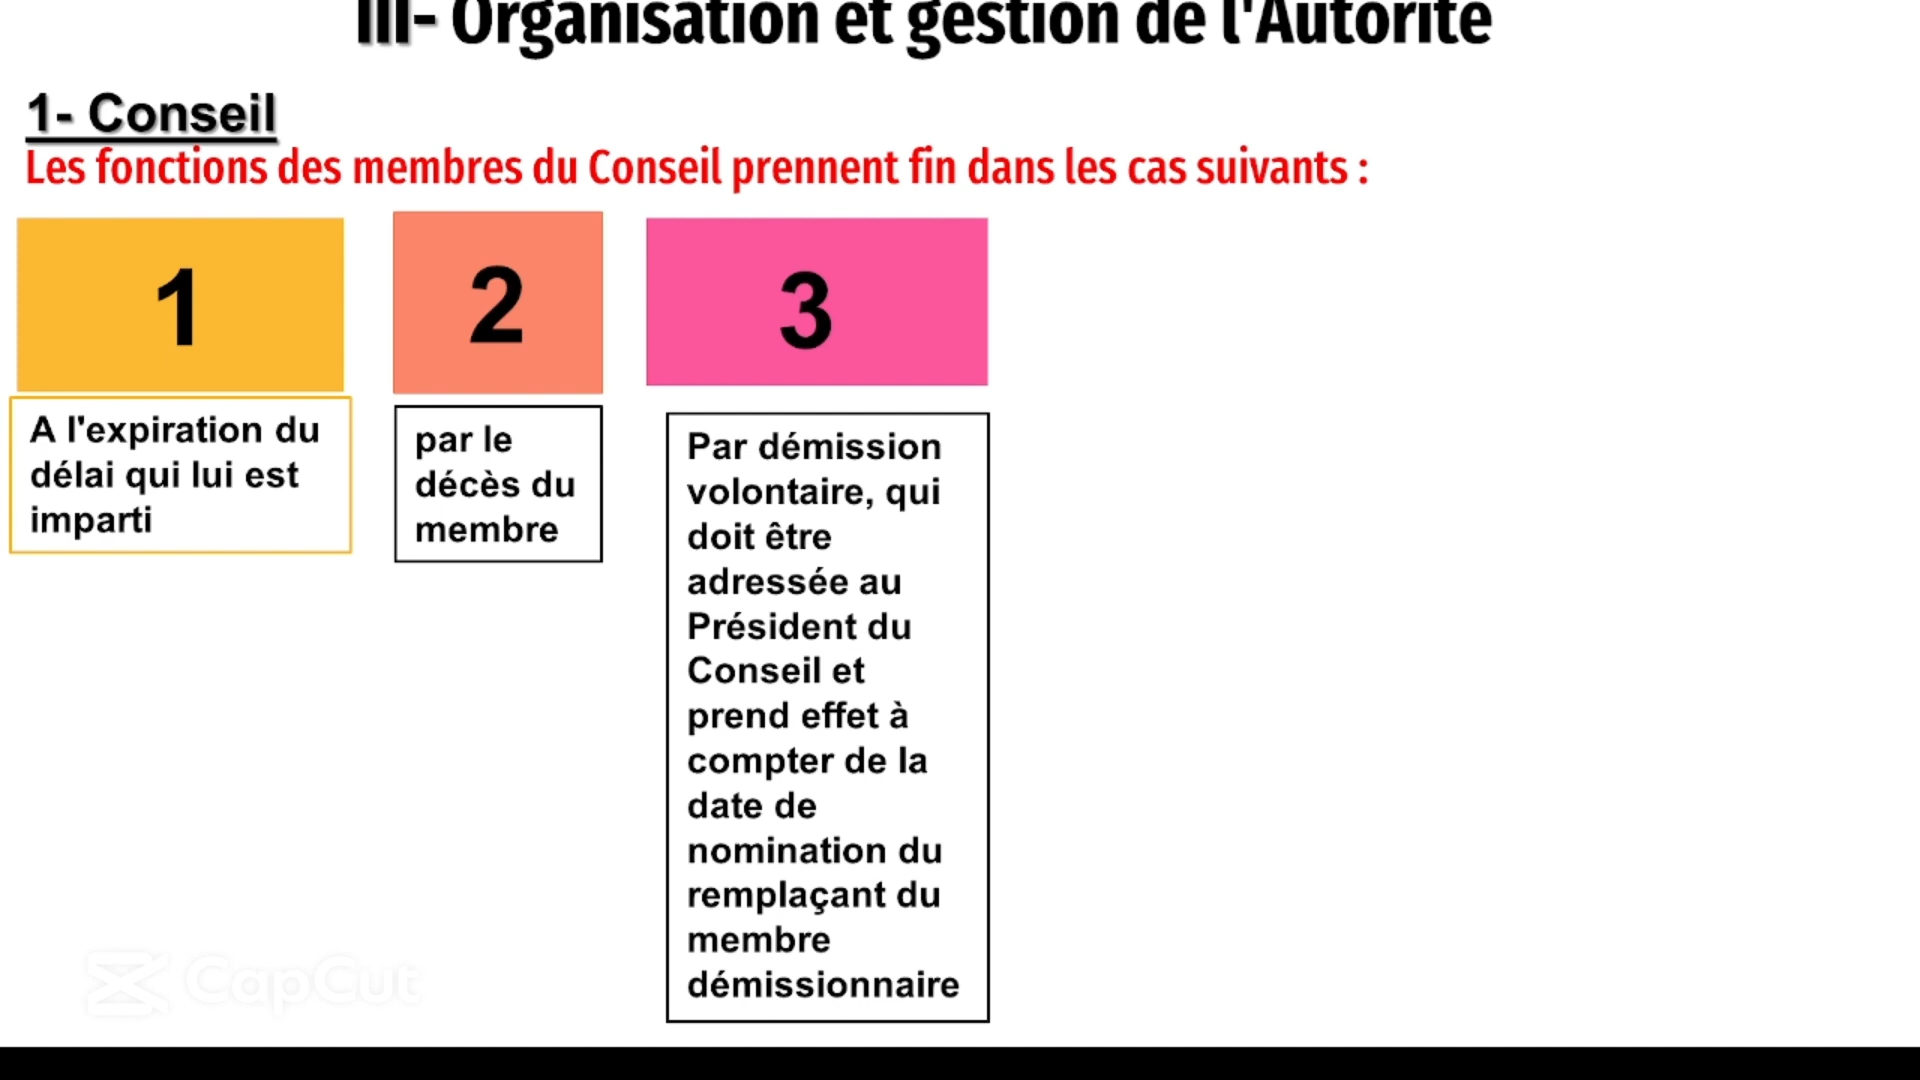 III- Organisation et gestion de l'Autorité
1- Conseil
Les fonctions des membres du Conseil prennent fin dans les cas suivants :
1
2
3
A l'expiration du
délai qui lui est
imparti
par le
décès du
membre
Par démission
volontaire, qui
doit être
adressée au
Président du
Conseil et
prend effet à
compter de la
date de
nomination du
remplaçant du
membre
démissionnaire
CapCut